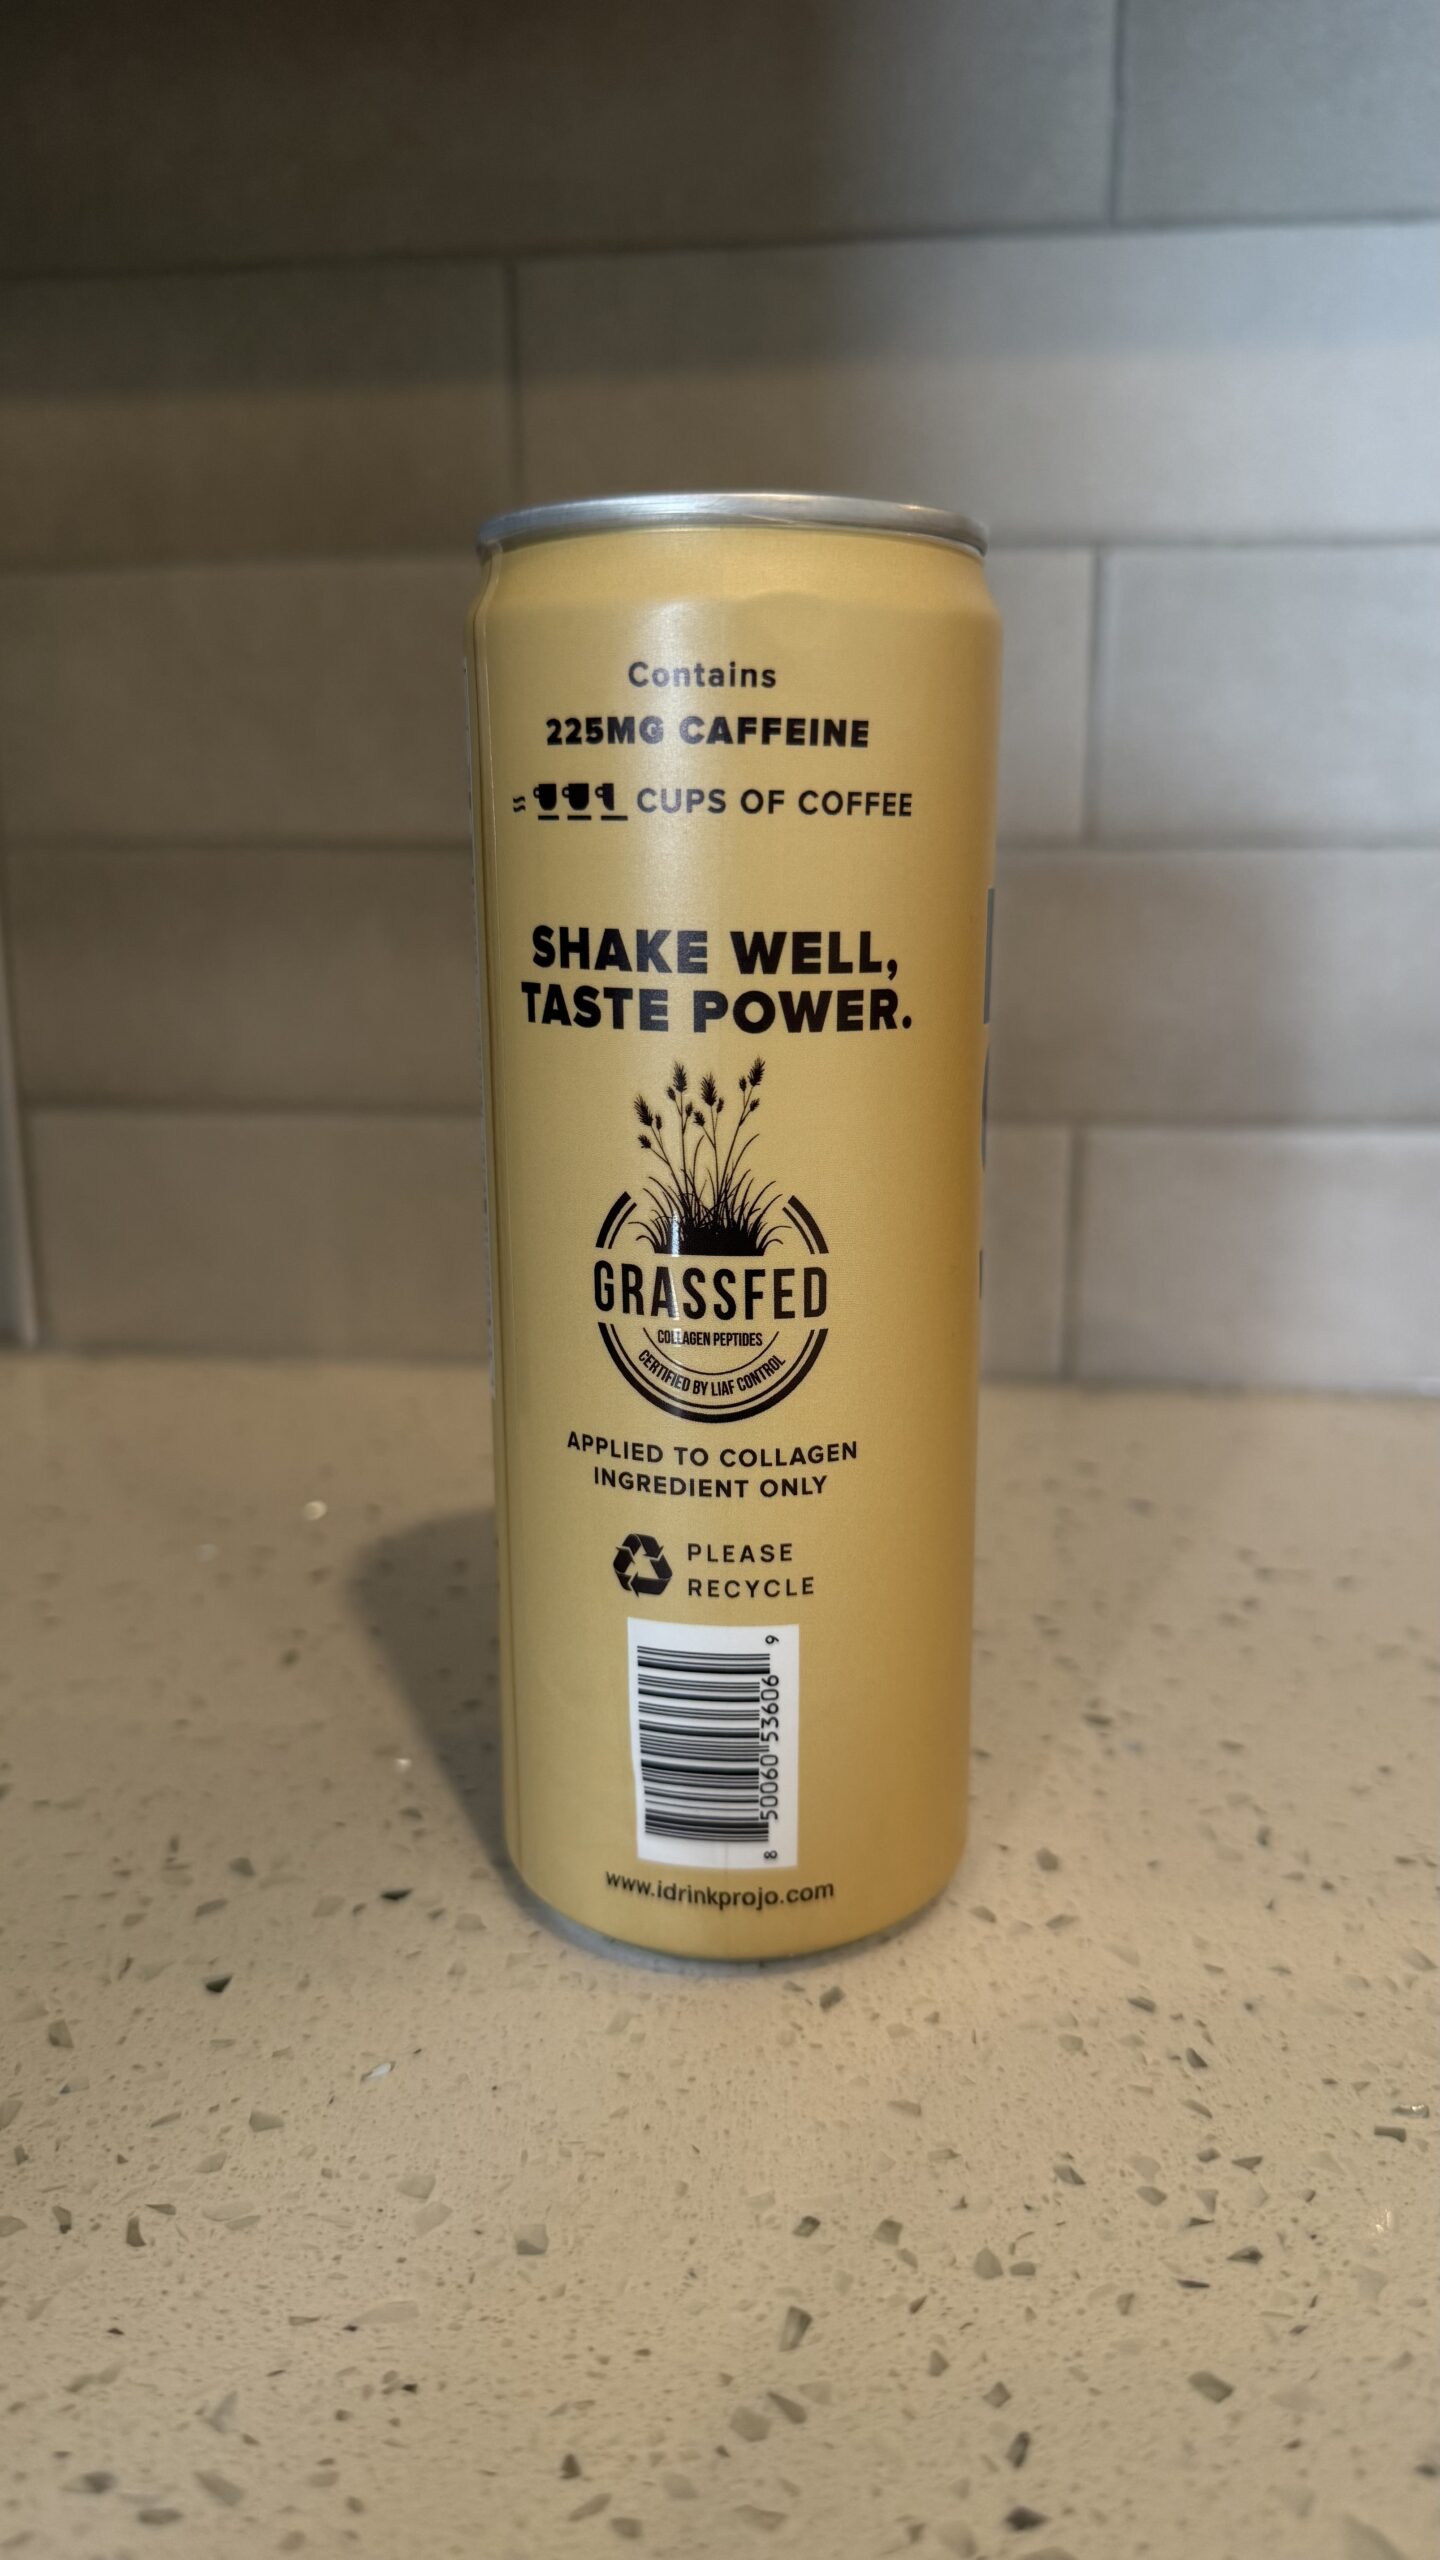 Contains
225MG CAFFEINE
≈ CUPS OF COFFEE
SHAKE WELL,
TASTE POWER.
GRASSFED
COLLAGEN PEPTIDES
CERTIFIED BY LIAF CONTROL
APPLIED TO COLLAGEN
INGREDIENT ONLY
PLEASE
RECYCLE
8 50060 53606 9
www.idrinkprojo.com